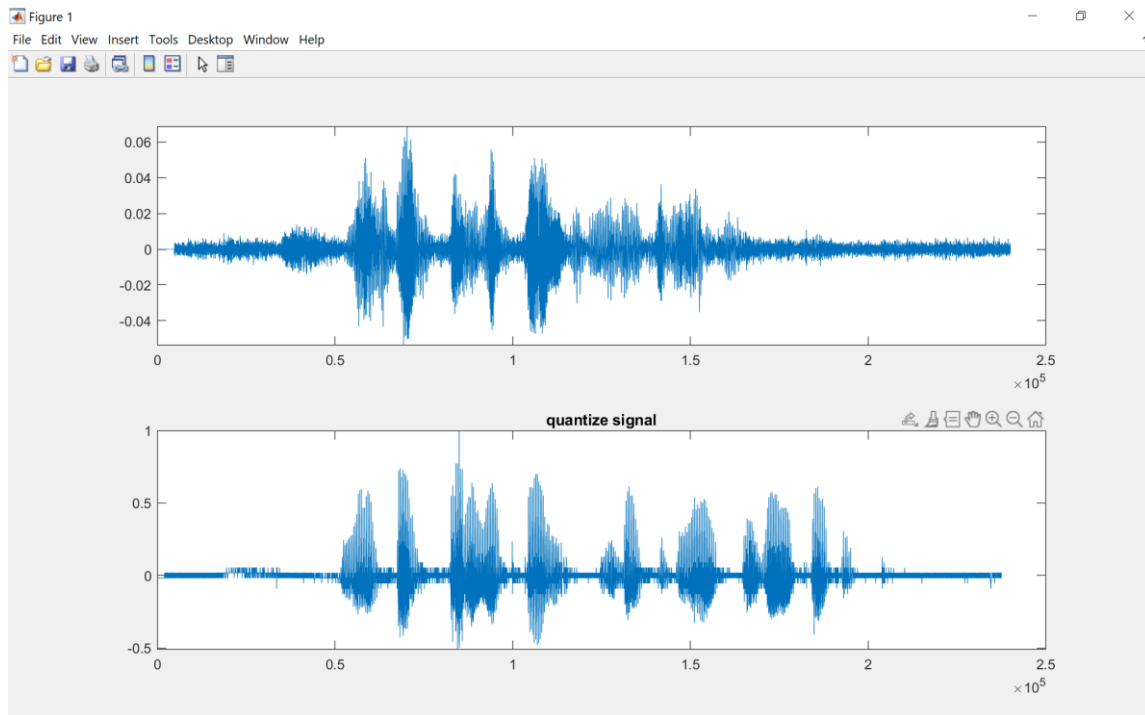 Figure 1
File Edit View Insert Tools Desktop Window Help
0.06
0.04
0.02
0
-0.02
-0.04
0 0.5 1 1.5 2 2.5
×10⁵
quantize signal
1
0.5
0
-0.5
0 0.5 1 1.5 2 2.5
×10⁵